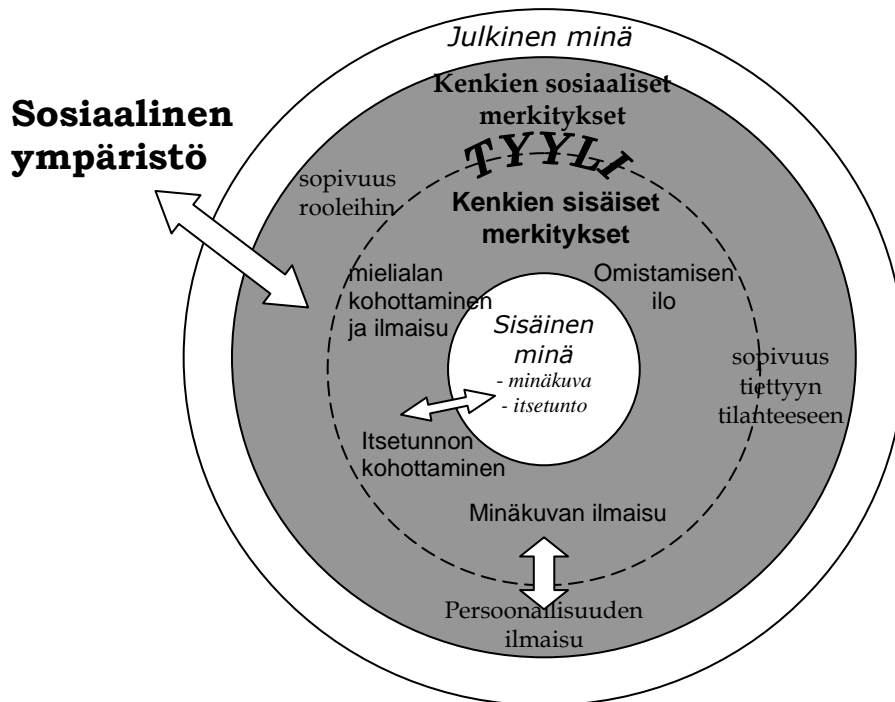 Julkinen minä
Kenkien sosiaaliset
merkitykset
Sosiaalinen
ympäristö
TYYLI
sopivuus
rooleihin
Kenkien sisäiset
merkitykset
mielialan
kohottaminen
ja ilmaisu
Omistamisen
ilo
Sisäinen
minä
- minäkuva
- itsetunto
sopivuus
tiettyyn
tilanteeseen
Itsetunnon
kohottaminen
Minäkuvan ilmaisu
Persoonallisuuden
ilmaisu